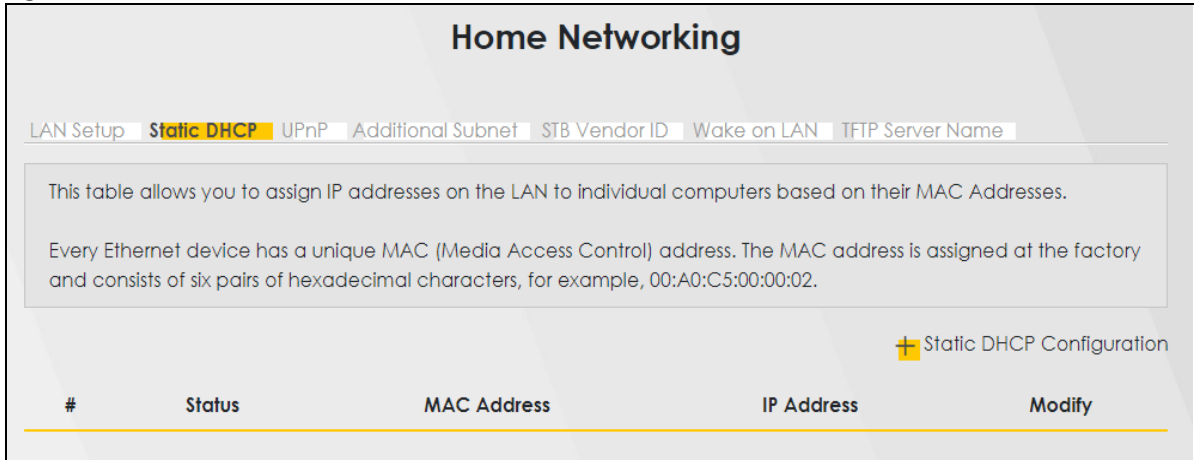 Home Networking
LAN Setup Static DHCP UPnP Additional Subnet STB Vendor ID Wake on LAN TFTP Server Name
This table allows you to assign IP addresses on the LAN to individual computers based on their MAC Addresses.
Every Ethernet device has a unique MAC (Media Access Control) address. The MAC address is assigned at the factory
and consists of six pairs of hexadecimal characters, for example, 00:A0:C5:00:00:02.
+ Static DHCP Configuration
# Status MAC Address IP Address Modify